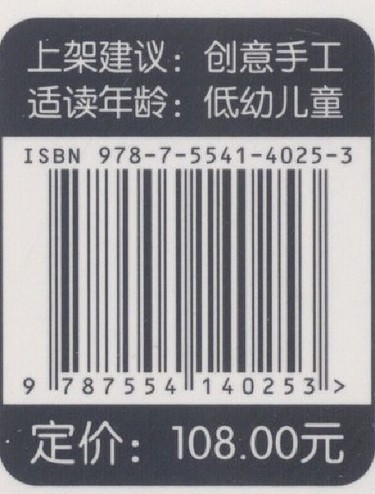 上架建议：创意手工
适读年龄：低幼儿童
ISBN 978-7-5541-4025-3
9 787554 140253 >
定价：108.00元